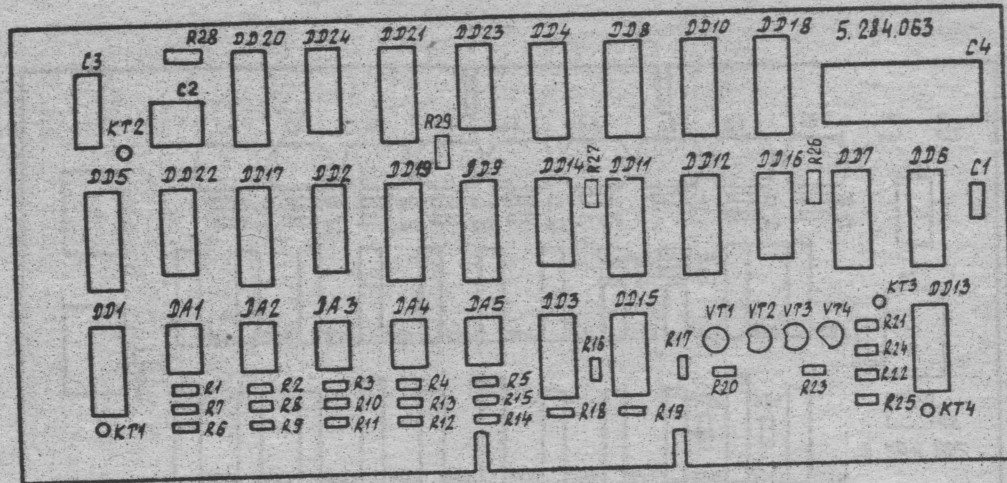 R28 DD20 DD24 DD21 DD23 DD4 DD8 DD10 DD18 5.284.063 C4
C3 C2
KT2 R29
DD5 DD22 DD17 DD2 DD19 DD9 DD14 R27 DD11 DD12 DD16 R26 DD7 DD6 C1
DD1 DA1 DA2 DA3 DA4 DA5 DD3 DD15 VT1 VT2 VT3 VT4 KT3 DD13
R16 R17 R21
R24
R1 R2 R3 R4 R5 R20 R23 R22
R7 R8 R10 R13 R15 R18 R19 R25 KT4
KT1 R6 R9 R11 R12 R14